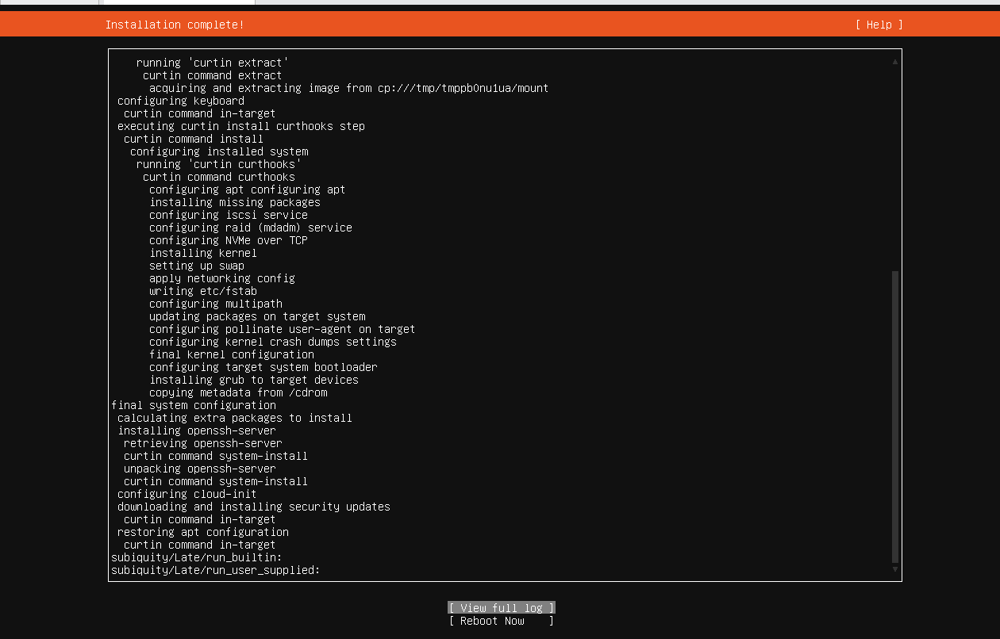 Installation complete! [ Help ]
running 'curtin extract'
curtin command extract
acquiring and extracting image from cp:///tmp/tmppb0nu1ua/mount
configuring keyboard
curtin command in-target
executing curtin install curthooks step
curtin command install
configuring installed system
running 'curtin curthooks'
curtin command curthooks
configuring apt configuring apt
installing missing packages
configuring iscsi service
configuring raid (mdadm) service
configuring NVMe over TCP
installing kernel
setting up swap
apply networking config
writing etc/fstab
configuring multipath
updating packages on target system
configuring pollinate user-agent on target
configuring kernel crash dumps settings
final kernel configuration
configuring target system bootloader
installing grub to target devices
copying metadata from /cdrom
final system configuration
calculating extra packages to install
installing openssh-server
retrieving openssh-server
curtin command system-install
unpacking openssh-server
curtin command system-install
configuring cloud-init
downloading and installing security updates
curtin command in-target
restoring apt configuration
curtin command in-target
subiquity/Late/run_builtin:
subiquity/Late/run_user_supplied:
[ View full log ]
[ Reboot Now ]